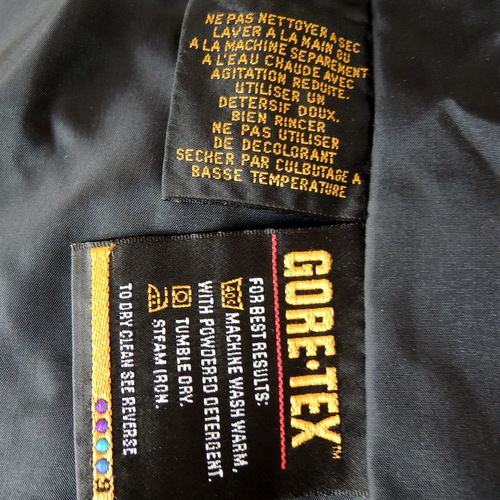 NE PAS NETTOYER A SEC
LAVER A LA MAIN OU
A LA MACHINE SEPAREMENT
A L'EAU CHAUDE AVEC
AGITATION REDUITE.
UTILISER UN
DETERSIF DOUX.
BIEN RINCER
NE PAS UTILISER
DE DECOLORANT
SECHER PAR CULBUTAGE A
BASSE TEMPERATURE
GORE-TEX™
FOR BEST RESULTS:
40C MACHINE WASH WARM,
WITH POWDERED DETERGENT.
TUMBLE DRY.
STEAM IRON.
TO DRY CLEAN SEE REVERSE